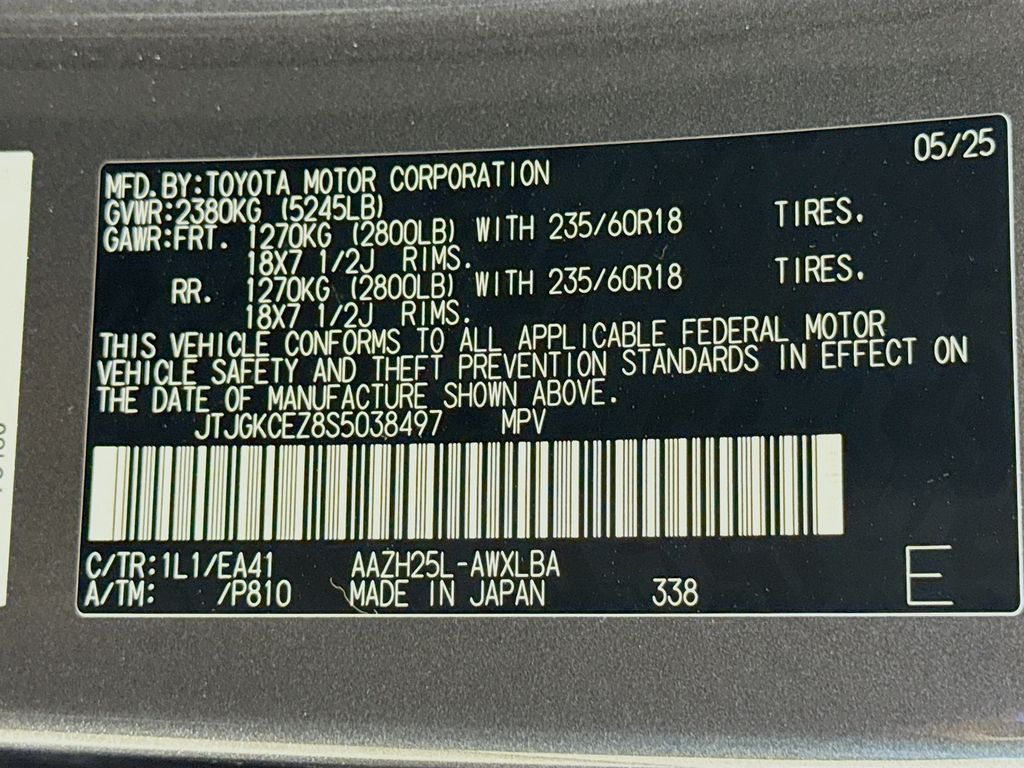 05/25
MFD.BY:TOYOTA MOTOR CORPORATION
GVWR:2380KG (5245LB)
GAWR:FRT. 1270KG (2800LB) WITH 235/60R18 TIRES.
18X7 1/2J RIMS.
RR. 1270KG (2800LB) WITH 235/60R18 TIRES.
18X7 1/2J RIMS.
THIS VEHICLE CONFORMS TO ALL APPLICABLE FEDERAL MOTOR
VEHICLE SAFETY AND THEFT PREVENTION STANDARDS IN EFFECT ON
THE DATE OF MANUFACTURE SHOWN ABOVE.
JTJGKCEZ8S5038497 MPV
C/TR:1L1/EA41 AAZH25L-AWXLBA
A/TM: /P810 MADE IN JAPAN 338 E